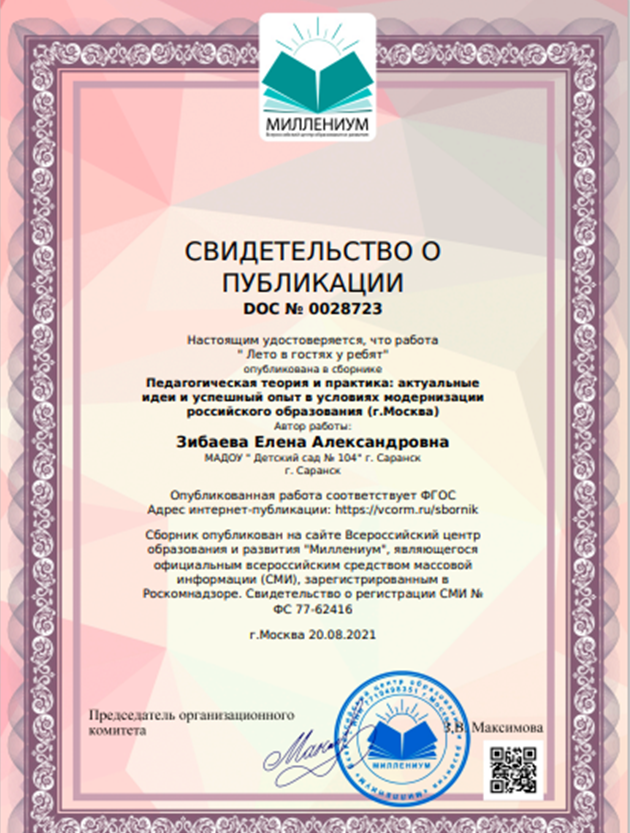 МИЛЛЕНИУМ
Всероссийский центр образования и развития
СВИДЕТЕЛЬСТВО О
ПУБЛИКАЦИИ
DOC № 0028723
Настоящим удостоверяется, что работа
" Лето в гостях у ребят"
опубликована в сборнике
Педагогическая теория и практика: актуальные
идеи и успешный опыт в условиях модернизации
российского образования (г.Москва)
Автор работы:
Зибаева Елена Александровна
МАДОУ " Детский сад № 104" г. Саранск
г. Саранск
Опубликованная работа соответствует ФГОС
Адрес интернет-публикации: https://vcorm.ru/sbornik
Сборник опубликован на сайте Всероссийский центр
образования и развития "Миллениум", являющегося
официальным всероссийским средством массовой
информации (СМИ), зарегистрированным в
Роскомнадзоре. Свидетельство о регистрации СМИ №
ФС 77-62416
г.Москва 20.08.2021
Председатель организационного
комитета
З.В. Максимова
МИЛЛЕНИУМ